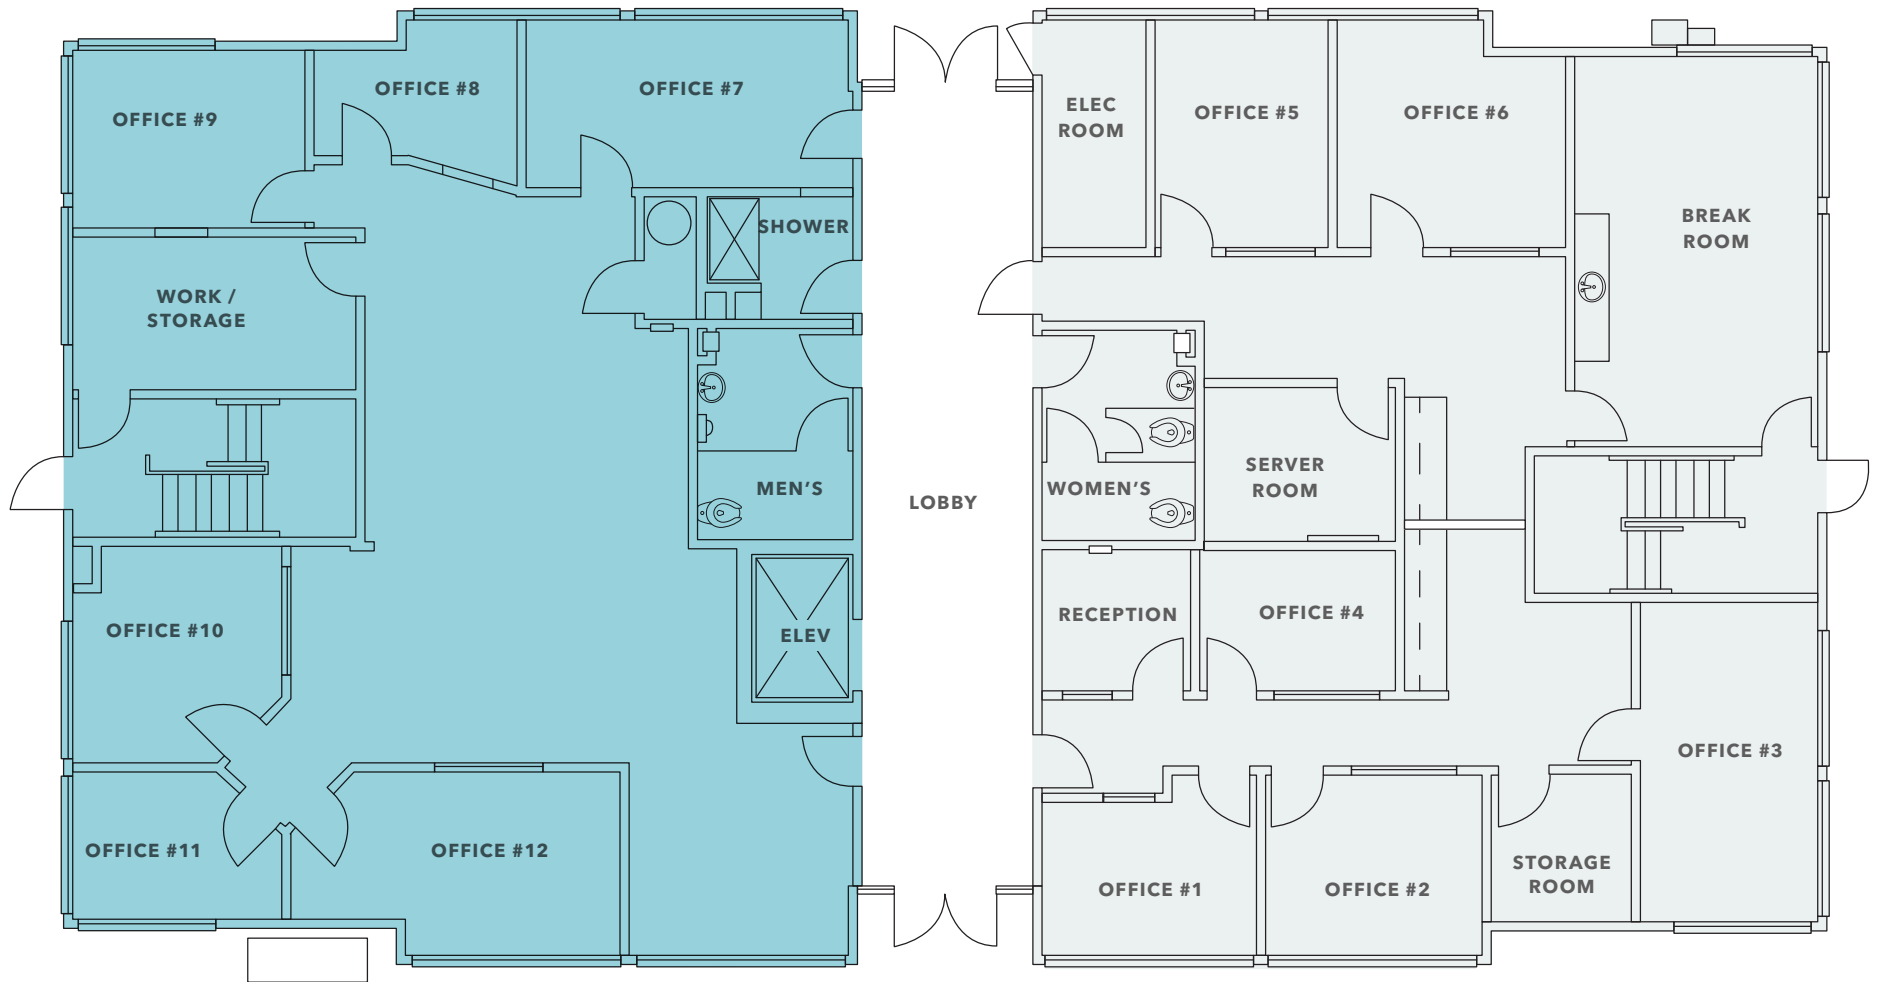 OFFICE #9
OFFICE #8
OFFICE #7
ELEC
ROOM
OFFICE #5
OFFICE #6
BREAK
ROOM
SHOWER
WORK /
STORAGE
MEN'S
LOBBY
WOMEN'S
SERVER
ROOM
OFFICE #10
ELEV
RECEPTION
OFFICE #4
OFFICE #3
OFFICE #11
OFFICE #12
OFFICE #1
OFFICE #2
STORAGE
ROOM